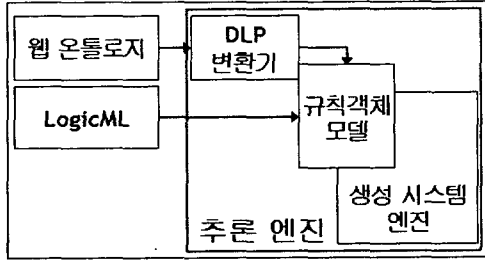 웹 온톨로지
DLP
변환기
LogicML
규칙객체
모델
생성 시스템
엔진
추론 엔진